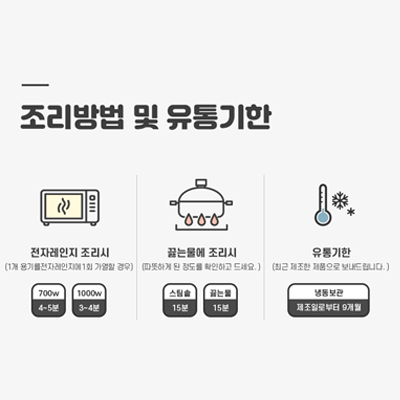 조리방법 및 유통기한
전자레인지 조리시
(1개 용기를전자레인지에1회 가열할 경우)
700w
4~5분
1000w
3~4분
끓는물에 조리시
(따뜻하게 된 정도를 확인하고 드세요. )
스팀솥
15분
끓는물
15분
유통기한
(최근 제조한 제품으로 보내드립니다. )
냉동보관
제조일로부터 9개월